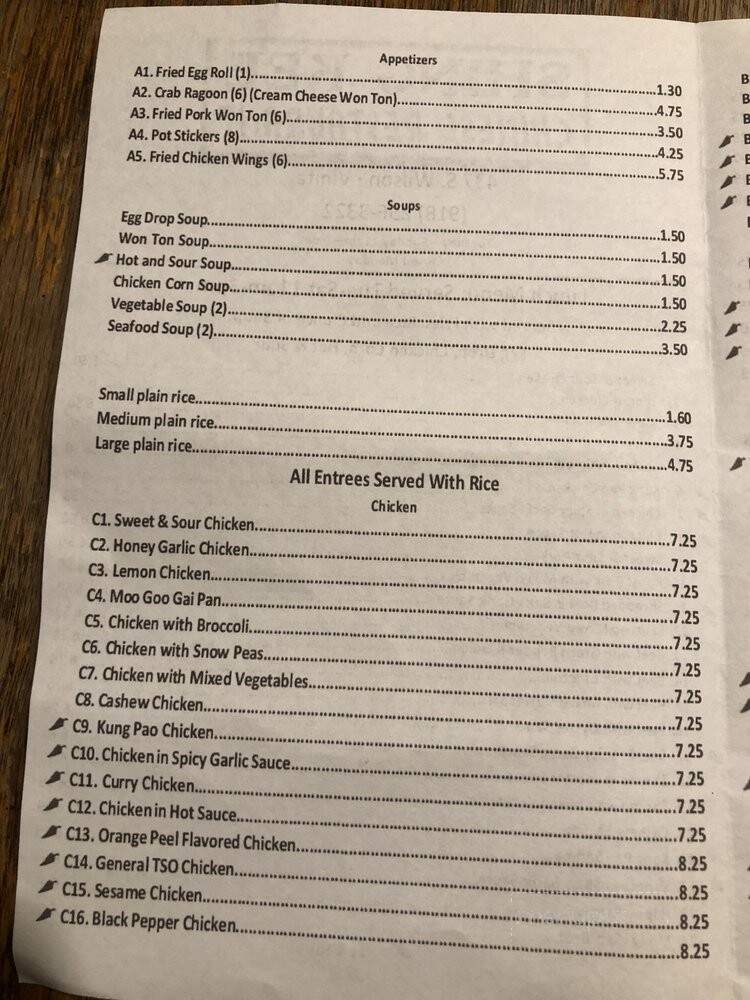 Appetizers
A1. Fried Egg Roll (1)...1.30
A2. Crab Ragoon (6) (Cream Cheese Won Ton)...4.75
A3. Fried Pork Won Ton (6)...3.50
A4. Pot Stickers (8)...4.25
A5. Fried Chicken Wings (6)...5.75
Soups
Egg Drop Soup...1.50
Won Ton Soup...1.50
Hot and Sour Soup...1.50
Chicken Corn Soup...1.50
Vegetable Soup (2)...2.25
Seafood Soup (2)...3.50
Small plain rice...1.60
Medium plain rice...3.75
Large plain rice...4.75
All Entrees Served With Rice
Chicken
C1. Sweet & Sour Chicken...7.25
C2. Honey Garlic Chicken...7.25
C3. Lemon Chicken...7.25
C4. Moo Goo Gai Pan...7.25
C5. Chicken with Broccoli...7.25
C6. Chicken with Snow Peas...7.25
C7. Chicken with Mixed Vegetables...7.25
C8. Cashew Chicken...7.25
C9. Kung Pao Chicken...7.25
C10. Chicken in Spicy Garlic Sauce...7.25
C11. Curry Chicken...7.25
C12. Chicken in Hot Sauce...7.25
C13. Orange Peel Flavored Chicken...8.25
C14. General TSO Chicken...8.25
C15. Sesame Chicken...8.25
C16. Black Pepper Chicken...8.25